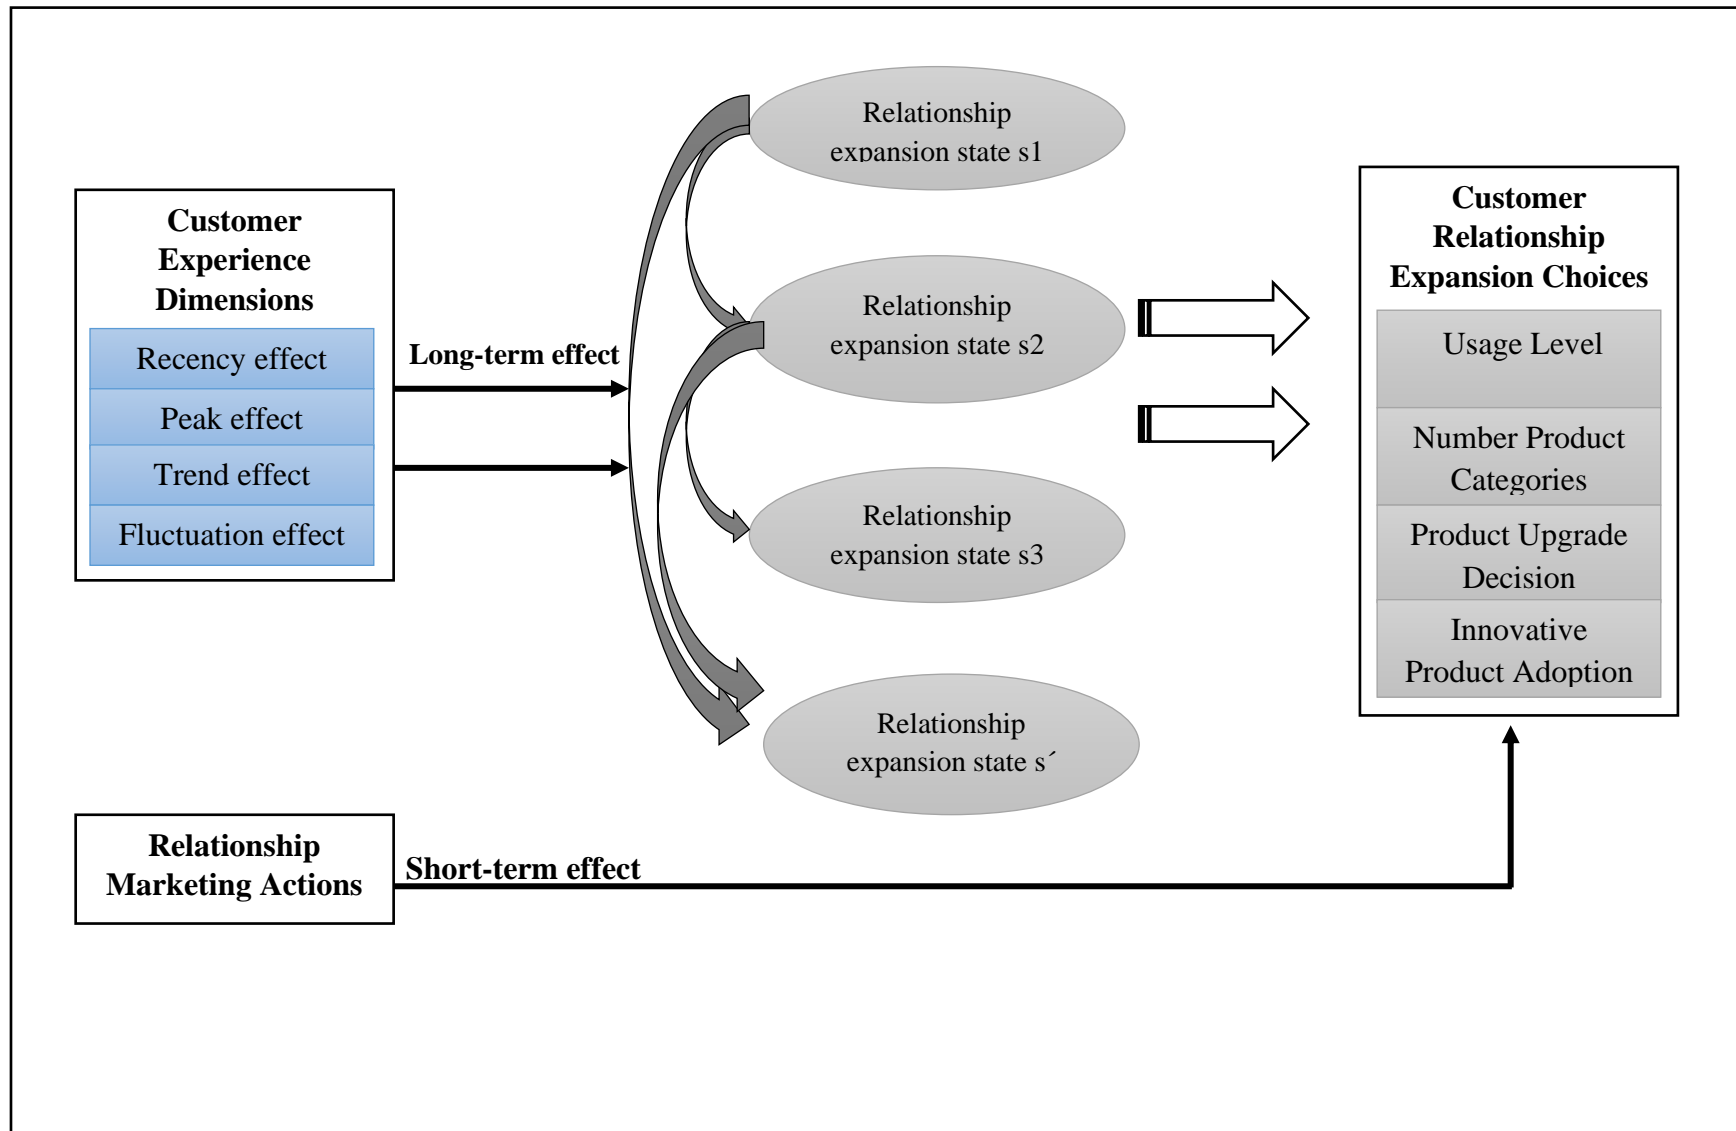 Customer
Experience
Dimensions
Recency effect
Peak effect
Trend effect
Fluctuation effect
Long-term effect
Relationship
expansion state s1
Relationship
expansion state s2
Relationship
expansion state s3
Relationship
expansion state s´
Customer
Relationship
Expansion Choices
Usage Level
Number Product
Categories
Product Upgrade
Decision
Innovative
Product Adoption
Relationship
Marketing Actions
Short-term effect